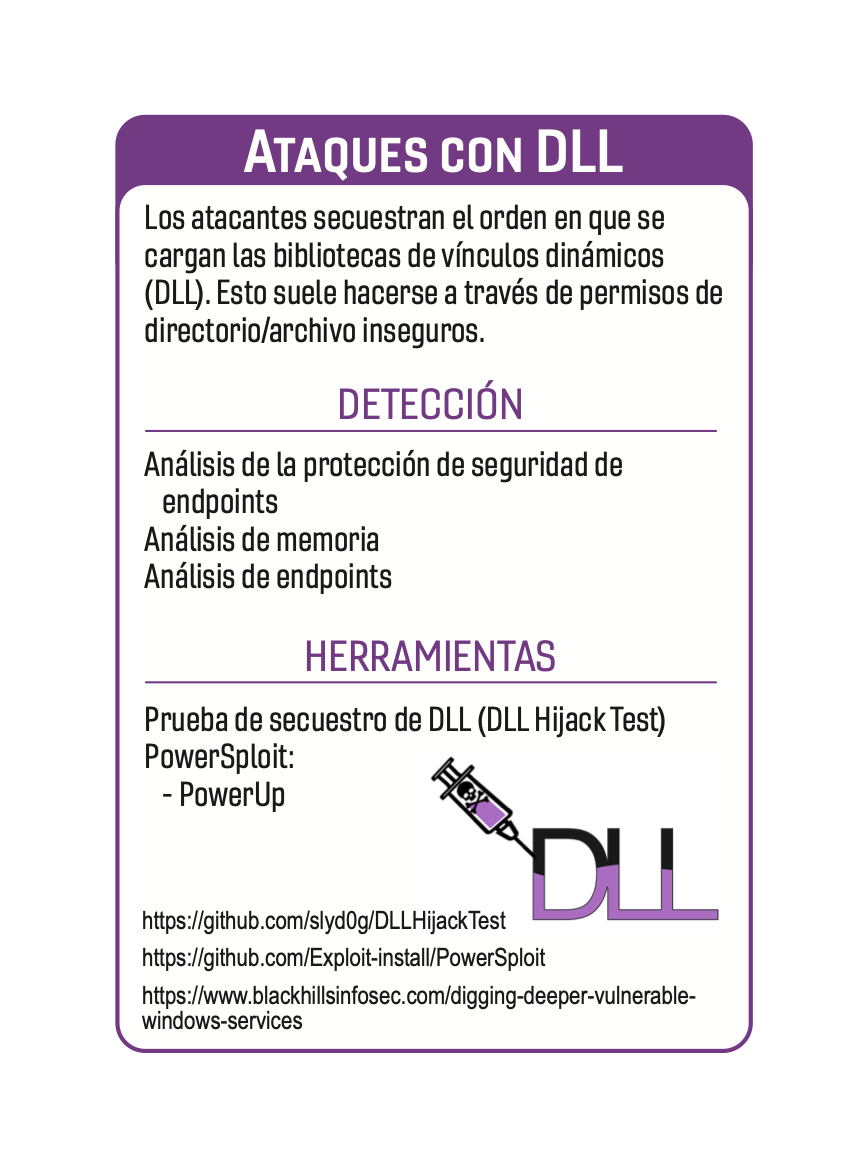 ATAQUES CON DLL
Los atacantes secuestran el orden en que se
cargan las bibliotecas de vínculos dinámicos
(DLL). Esto suele hacerse a través de permisos de
directorio/archivo inseguros.
DETECCIÓN
Análisis de la protección de seguridad de
endpoints
Análisis de memoria
Análisis de endpoints
HERRAMIENTAS
Prueba de secuestro de DLL (DLL Hijack Test)
PowerSploit:
- PowerUp
DLL
https://github.com/slyd0g/DLLHijackTest
https://github.com/Exploit-install/PowerSploit
https://www.blackhillsinfosec.com/digging-deeper-vulnerable-
windows-services